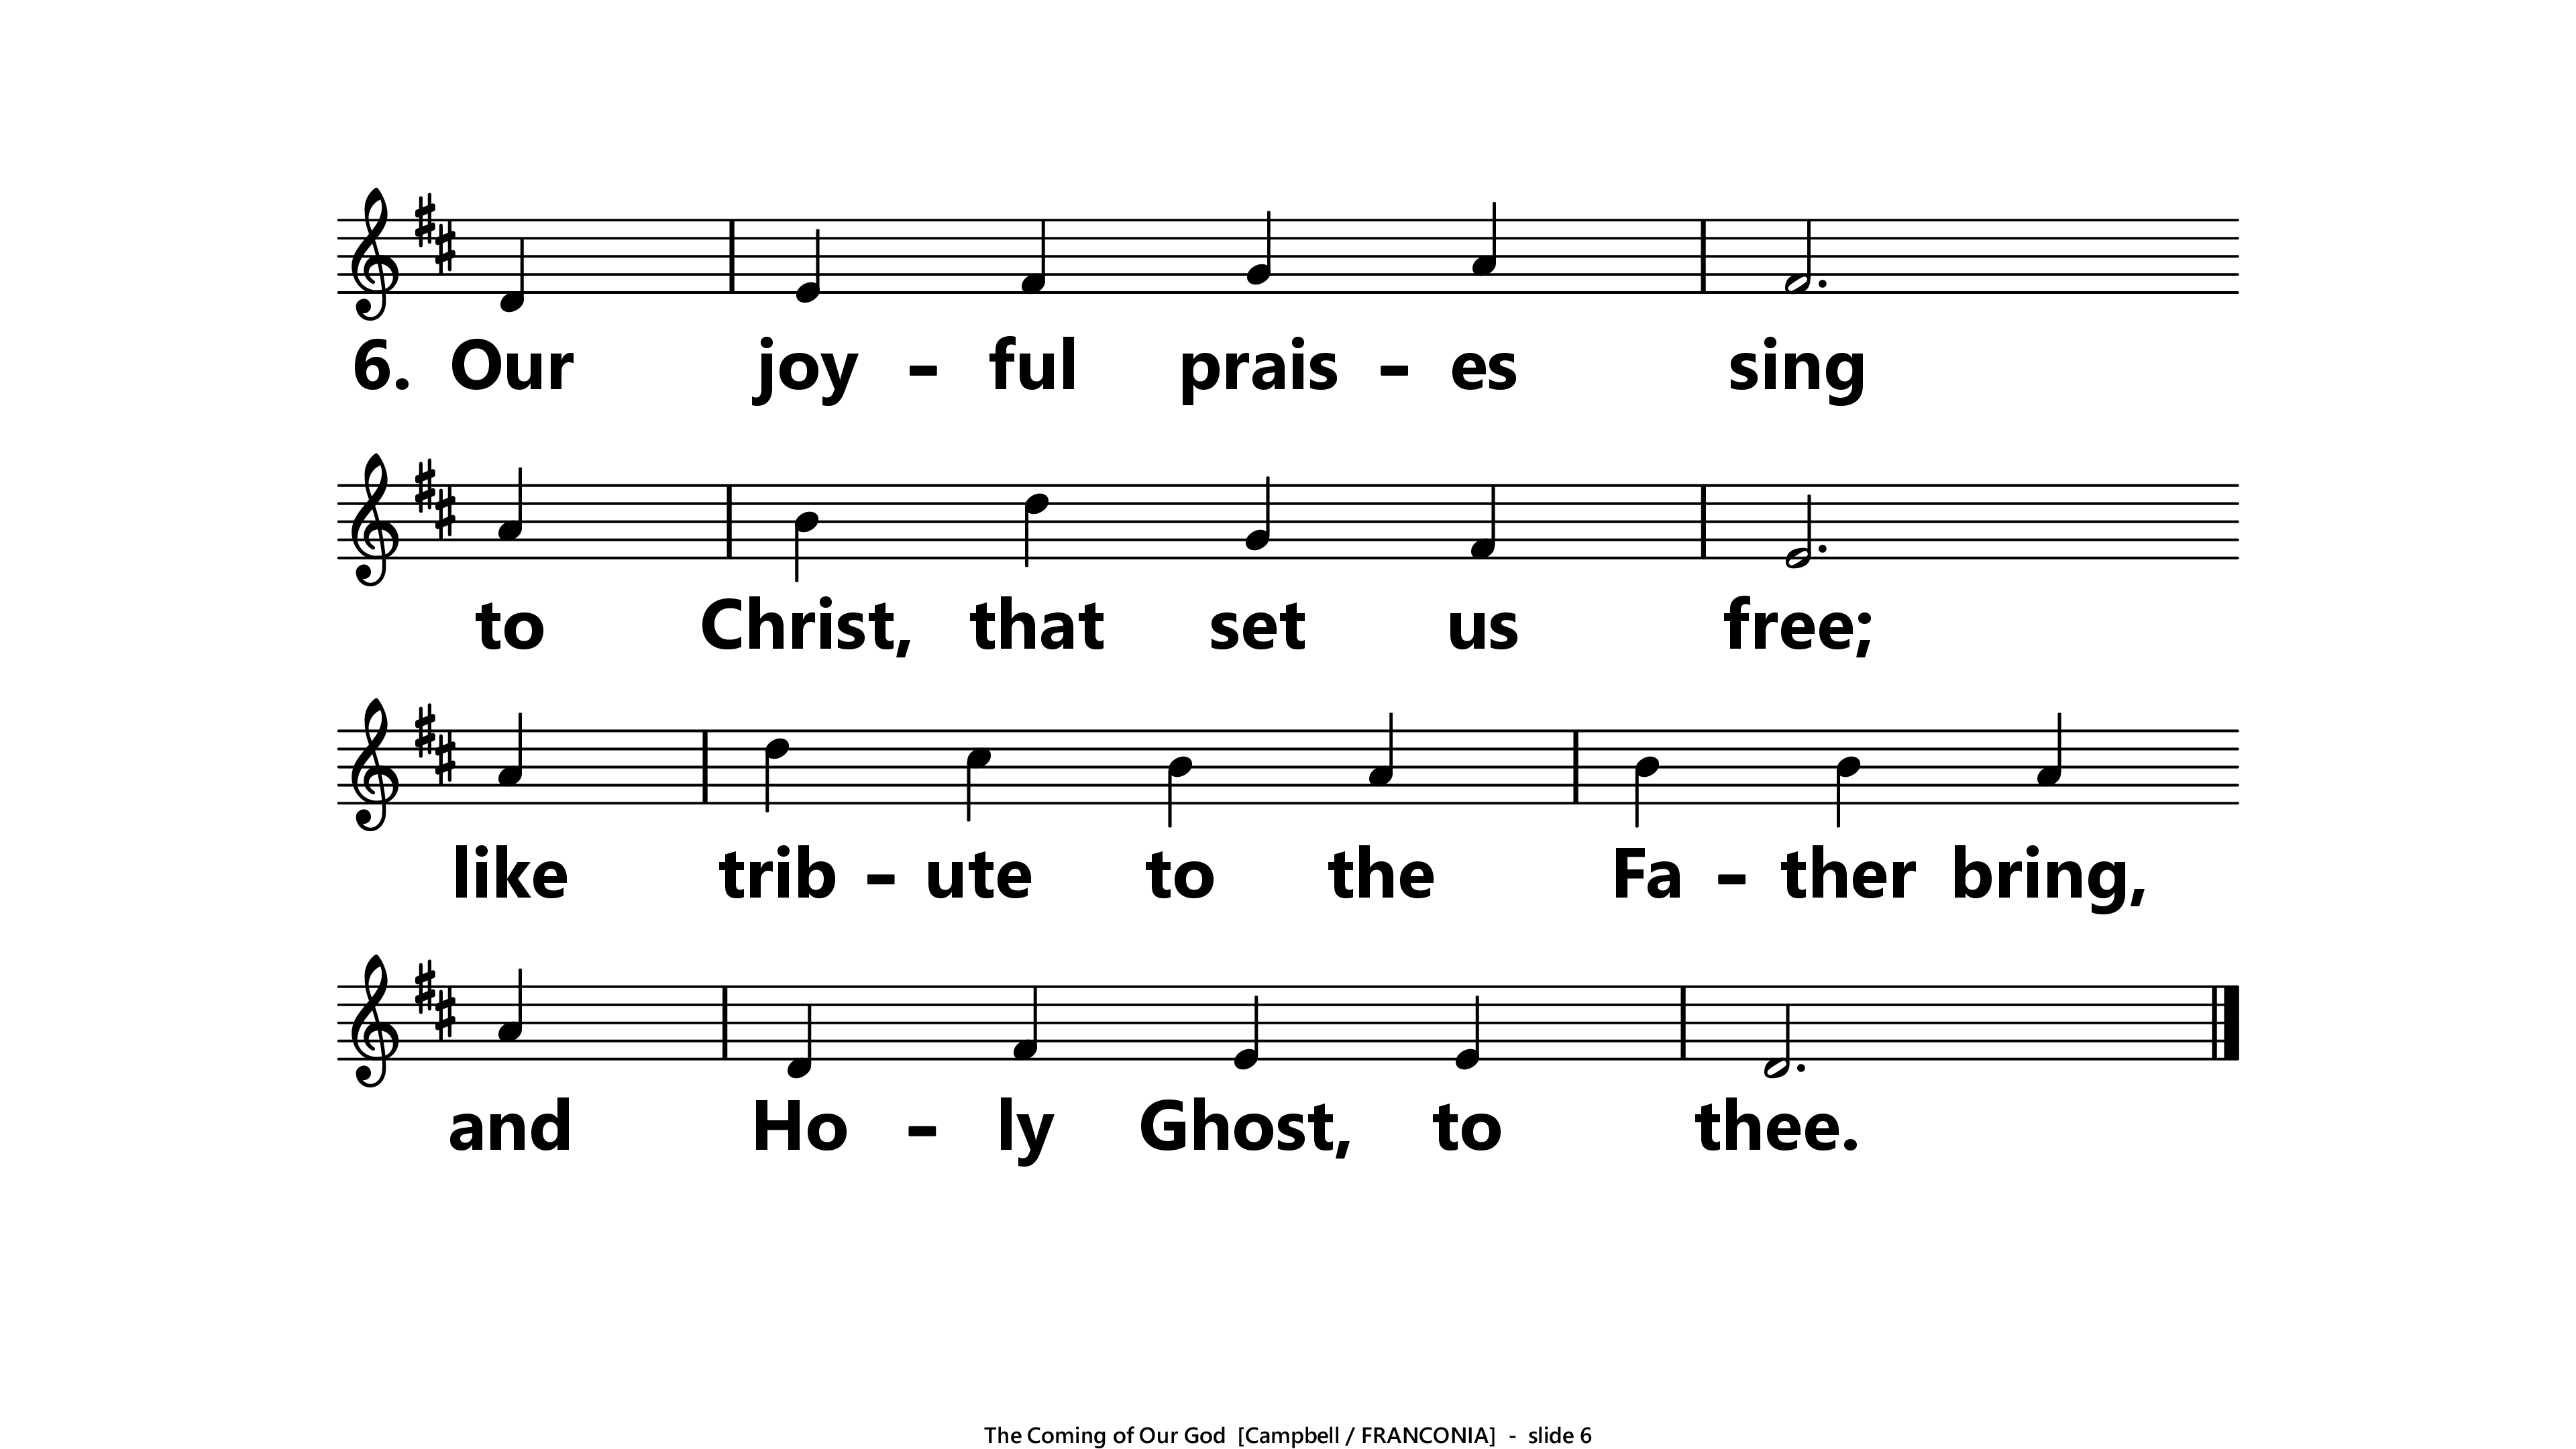 6. Our joy – ful prais – es sing
to Christ, that set us free;
like trib – ute to the Fa – ther bring,
and Ho – ly Ghost, to thee.
The Coming of Our God [Campbell / FRANCONIA] - slide 6